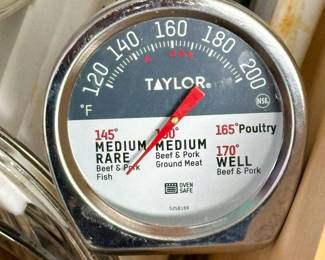 120 140 160 180 200
°F
TAYLOR®
NSF
145° MEDIUM RARE
Beef & Pork
Fish
160° MEDIUM
Beef & Pork
Ground Meat
165° Poultry
170° WELL
Beef & Pork
OVEN
SAFE